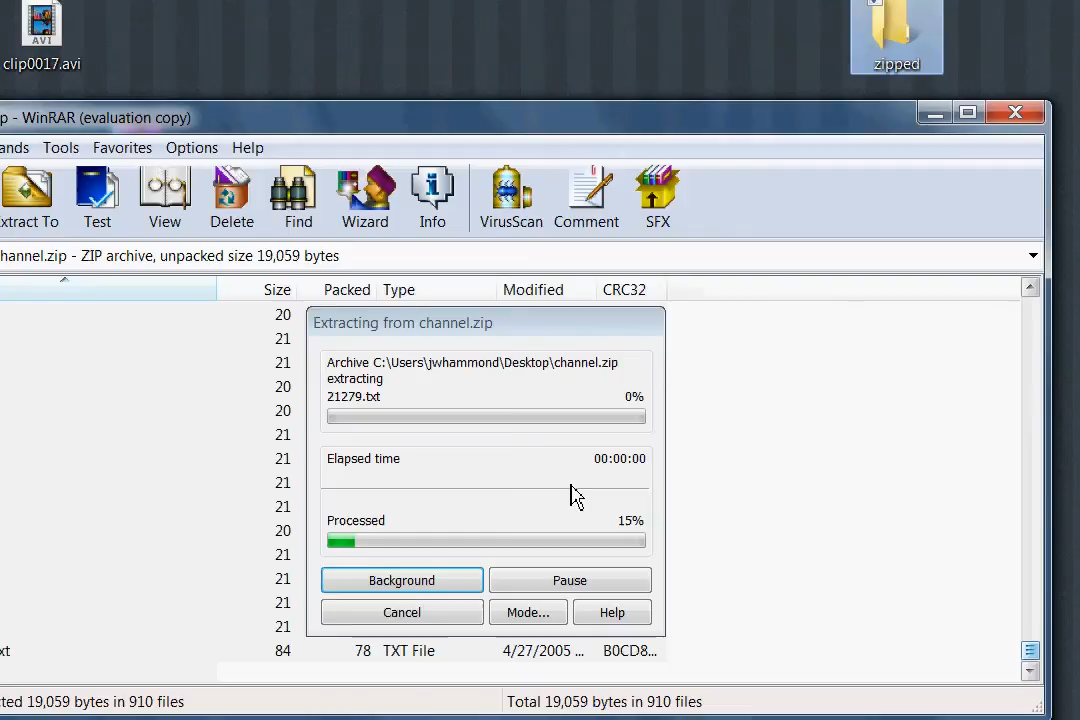 AVI
clip0017.avi
zipped
p - WinRAR (evaluation copy)
ands Tools Favorites Options Help
xtract To Test View Delete Find Wizard Info VirusScan Comment SFX
hannel.zip - ZIP archive, unpacked size 19,059 bytes
Size Packed Type Modified CRC32
20
21
21
20
20
21
21
21
21
20
21
21
21
21
xt 84 78 TXT File 4/27/2005 ... B0CD8...
Extracting from channel.zip
Archive C:\Users\jwhammond\Desktop\channel.zip
extracting
21279.txt 0%
Elapsed time 00:00:00
Processed 15%
Background Pause
Cancel Mode... Help
cted 19,059 bytes in 910 files Total 19,059 bytes in 910 files